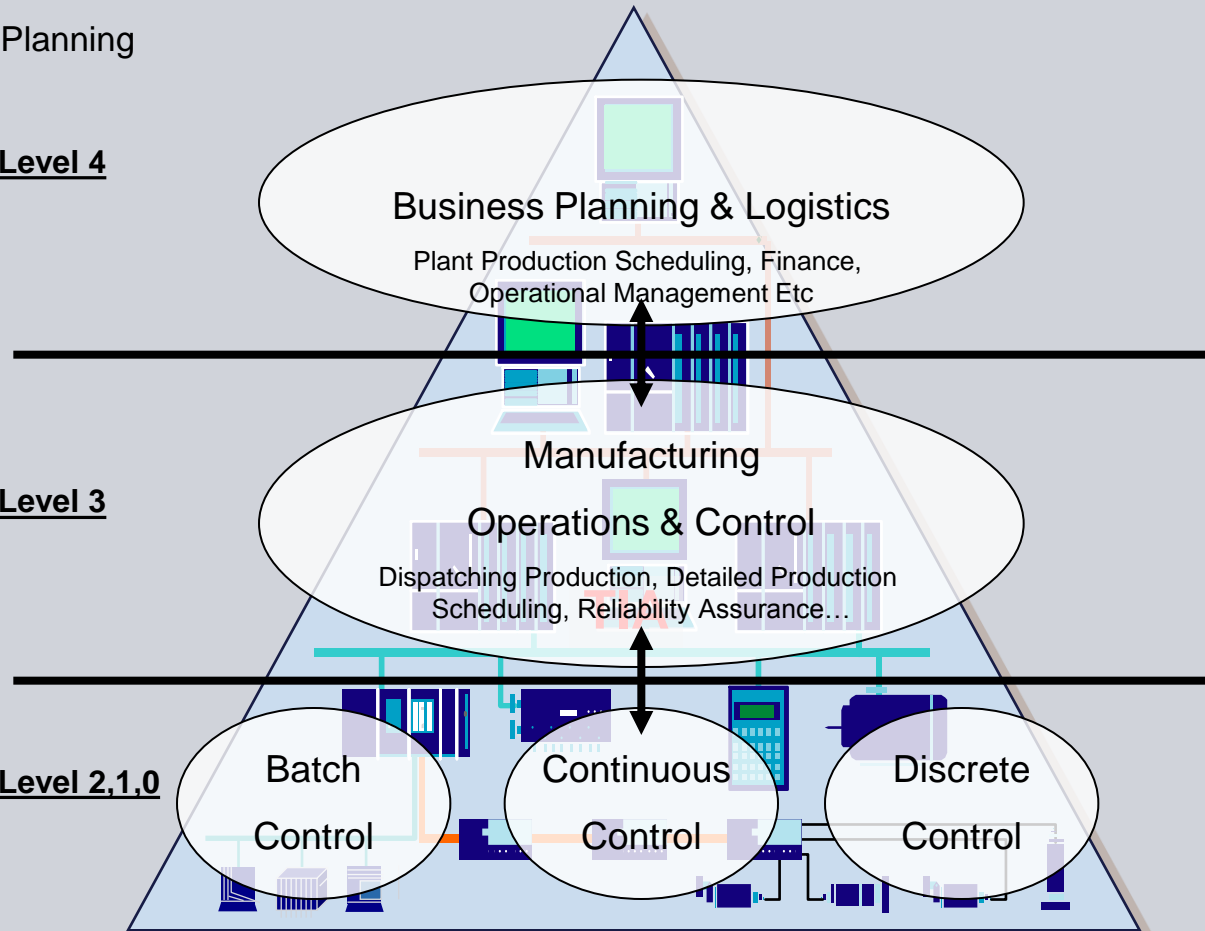 Planning
Level 4
Business Planning & Logistics
Plant Production Scheduling, Finance,
Operational Management Etc
Level 3
Manufacturing
Operations & Control
Dispatching Production, Detailed Production
Scheduling, Reliability Assurance…
TIA
Level 2,1,0
Batch
Control
Continuous
Control
Discrete
Control